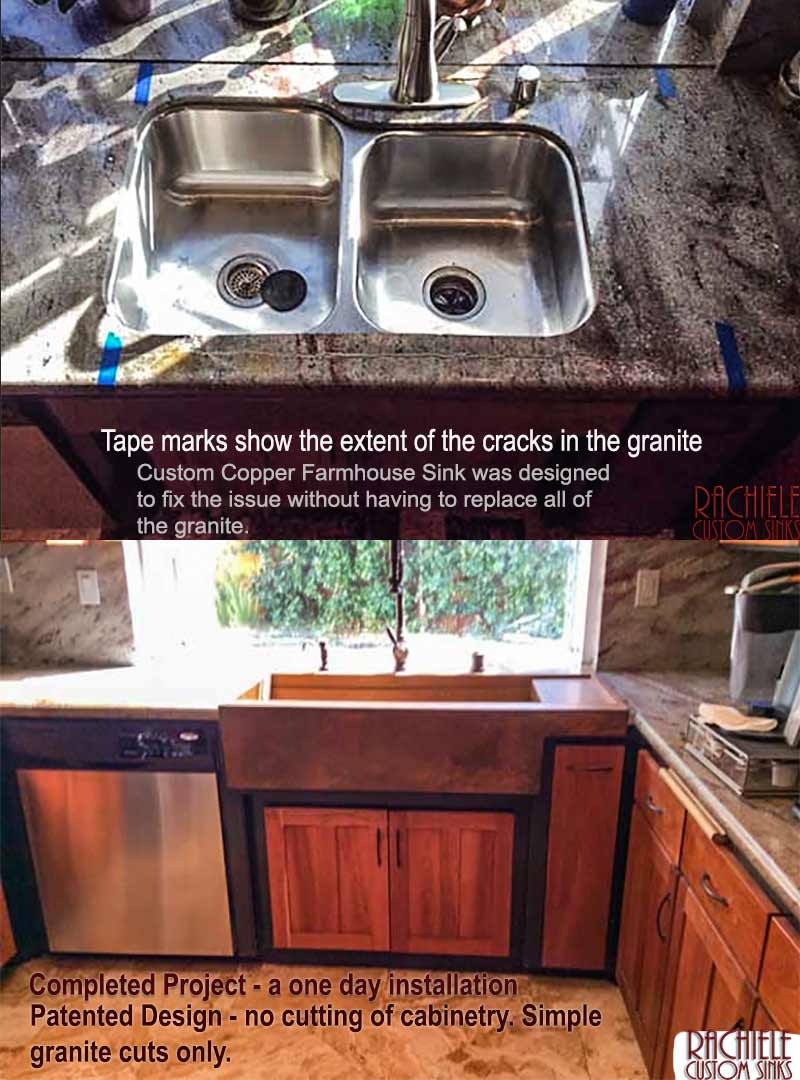 Tape marks show the extent of the cracks in the granite
Custom Copper Farmhouse Sink was designed
to fix the issue without having to replace all of
the granite.
RACHIELE
CUSTOM SINKS
Completed Project - a one day installation
Patented Design - no cutting of cabinetry. Simple
granite cuts only.
RACHIELE
CUSTOM SINKS